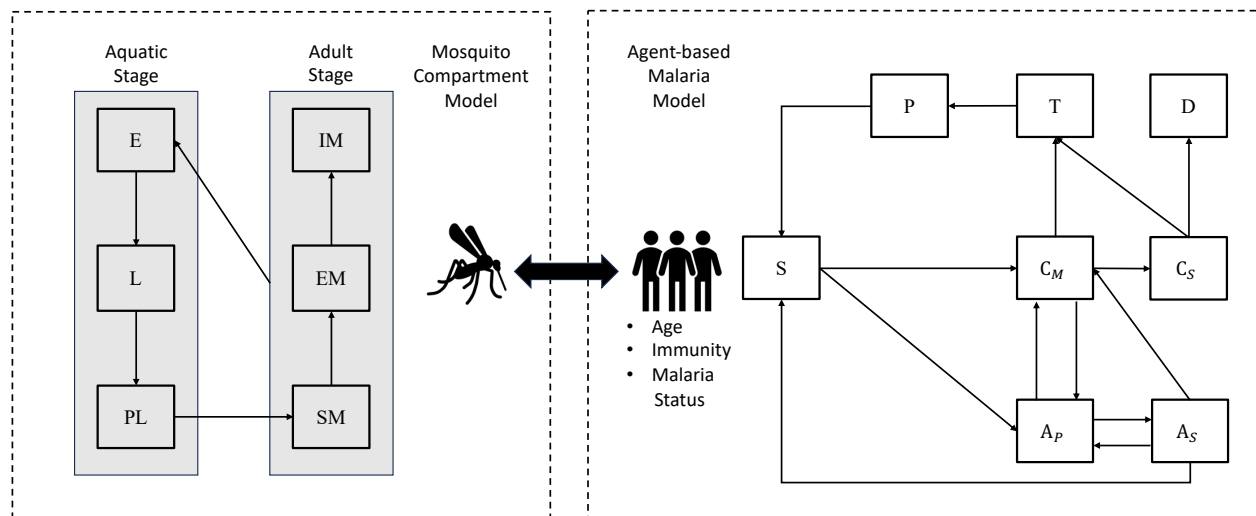 Aquatic
Stage
Adult
Stage
Mosquito
Compartment
Model
E
IM
L
EM
PL
SM
Agent-based
Malaria
Model
P
T
D
S
C_M
C_S
A_P
A_S
• Age
• Immunity
• Malaria
Status